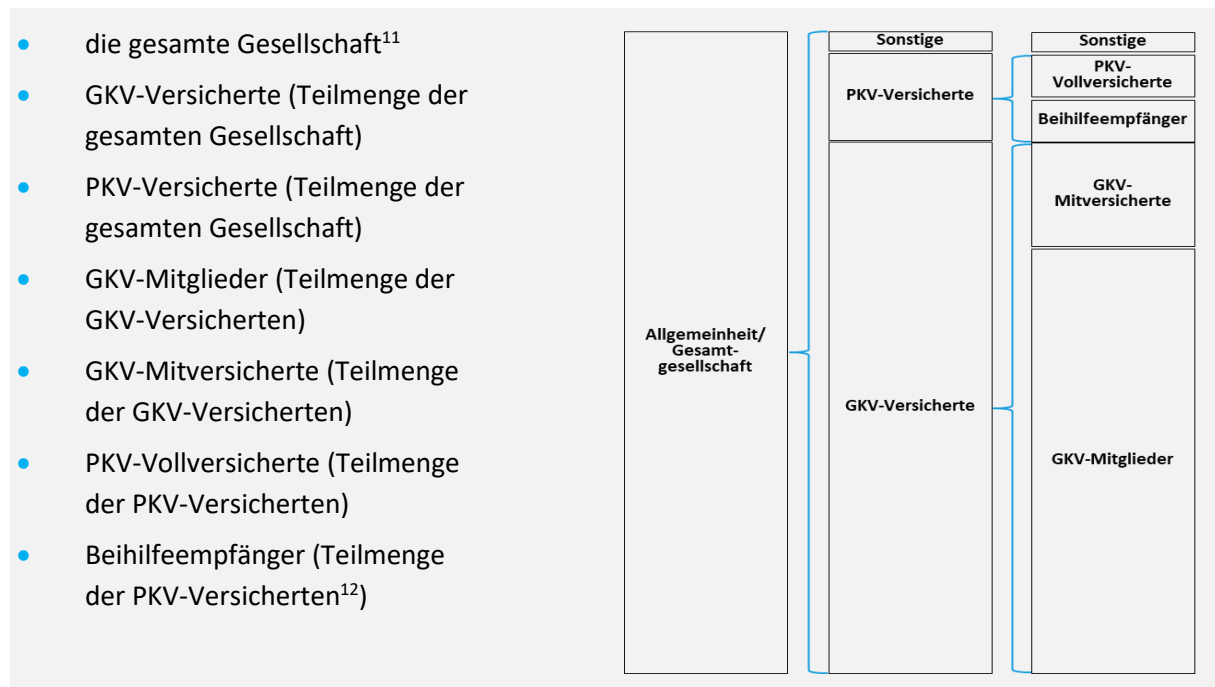 die gesamte Gesellschaft¹¹
GKV-Versicherte (Teilmenge der
gesamten Gesellschaft)
PKV-Versicherte (Teilmenge der
gesamten Gesellschaft)
GKV-Mitglieder (Teilmenge der
GKV-Versicherten)
GKV-Mitversicherte (Teilmenge
der GKV-Versicherten)
PKV-Vollversicherte (Teilmenge
der PKV-Versicherten)
Beihilfeempfänger (Teilmenge
der PKV-Versicherten¹²)
Allgemeinheit/
Gesamt-
gesellschaft
Sonstige
PKV-Versicherte
GKV-Versicherte
Sonstige
PKV-
Vollversicherte
Beihilfeempfänger
GKV-
Mitversicherte
GKV-Mitglieder